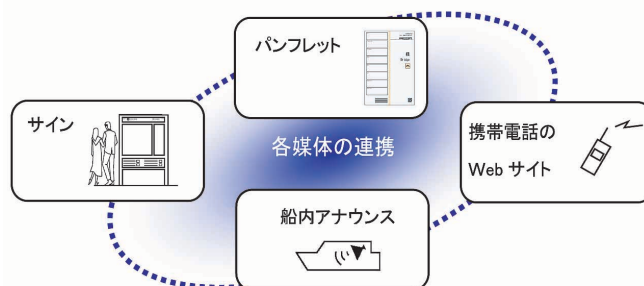 パンフレット
サイン
各媒体の連携
携帯電話の
Web サイト
船内アナウンス